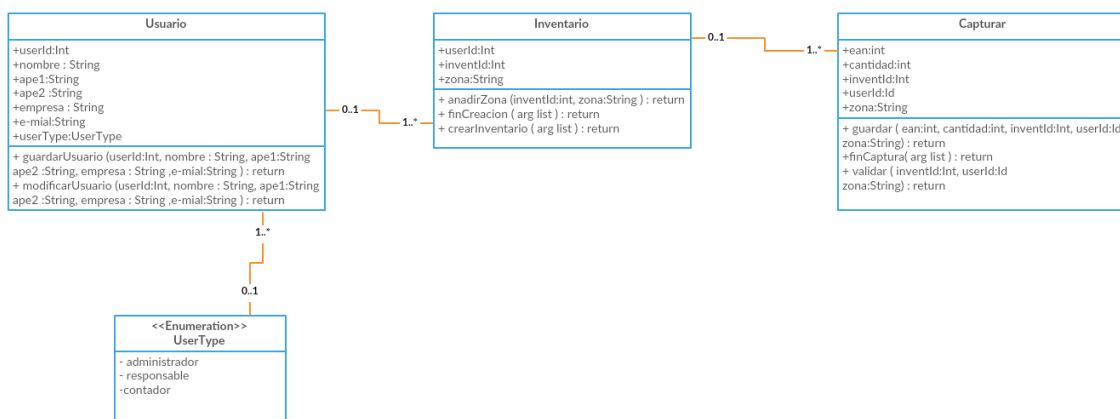 Usuario
+userId:Int
+nombre : String
+ape1:String
+ape2 :String
+empresa : String
+e-mial:String
+userType:UserType
+ guardarUsuario (userId:Int, nombre : String, ape1:String
ape2 :String, empresa : String ,e-mial:String ) : return
+ modificarUsuario (userId:Int, nombre : String, ape1:String
ape2 :String, empresa : String ,e-mial:String ) : return
0..1
1..*
Inventario
+userId:Int
+inventId:Int
+zona:String
+ anadirZona (inventId:int, zona:String ) : return
+ finCreacion ( arg list ) : return
+ crearInventario ( arg list ) : return
0..1
1..*
Capturar
+ean:int
+cantidad:int
+inventId:Int
+userId:Id
+zona:String
+ guardar ( ean:int, cantidad:int, inventId:Int, userId:Id
zona:String) : return
+finCaptura( arg list ) : return
+ validar ( inventId:Int, userId:Id
zona:String) : return
1..*
0..1
<<Enumeration>>
UserType
- administrador
- responsable
-contador